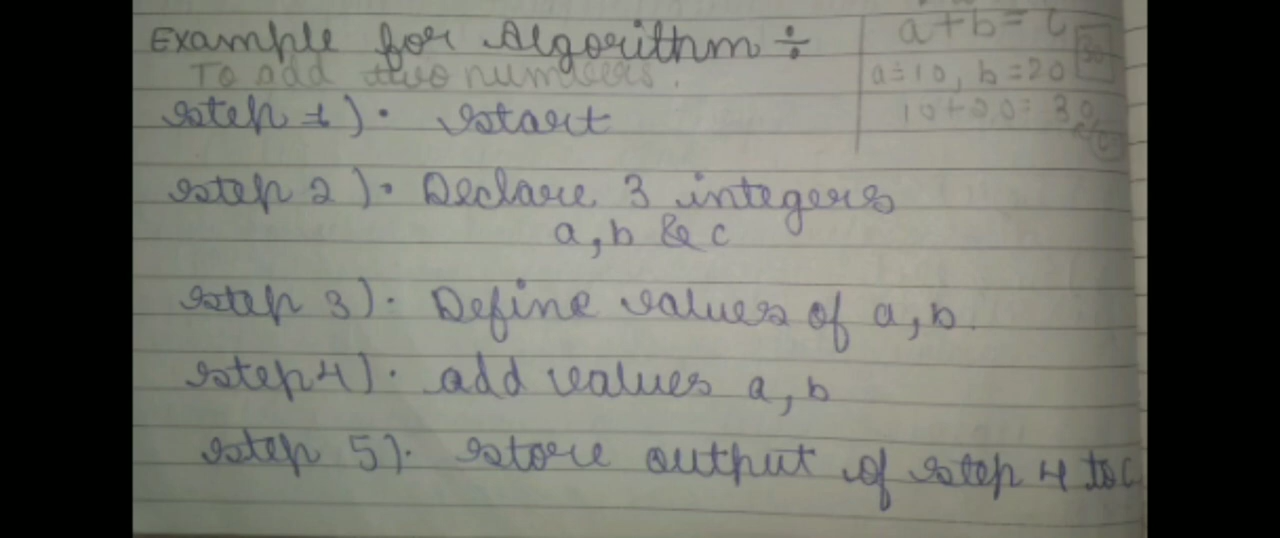 Example for Algorithm ÷
To add two numbers.
step 1). start
step 2). Declare 3 integers
a, b & c
step 3). Define values of a, b.
step 4). add values a, b
step 5). store output of step 4 to c
a + b = c
a = 10, b = 20 30
10 + 20 = 30